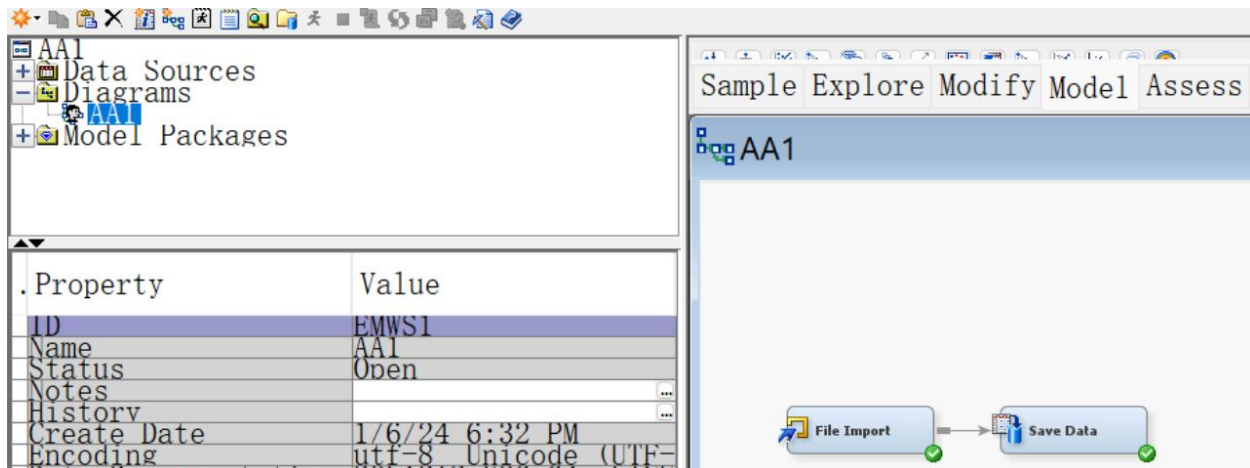 AA1
Data Sources
Diagrams
AA1
Model Packages
. Property Value
ID EMWS1
Name AA1
Status Open
Notes ...
History ...
Create Date 1/6/24 6:32 PM
Encoding utf-8 Unicode (UTF-
Sample Explore Modify Model Assess
AA1
File Import
Save Data